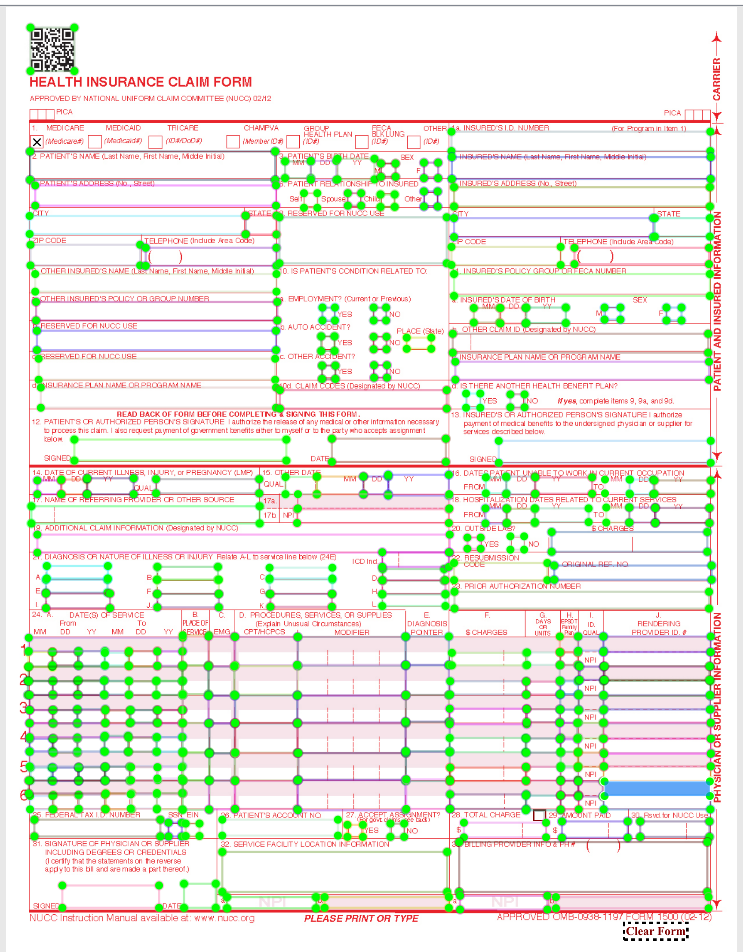 CARRIER
HEALTH INSURANCE CLAIM FORM
APPROVED BY NATIONAL UNIFORM CLAIM COMMITTEE (NUCC) 02/12
PICA PICA
1. MEDICARE MEDICAID TRICARE CHAMPVA GROUP HEALTH PLAN FECA BLK LUNG OTHER 1a. INSURED'S I.D. NUMBER (For Program in Item 1)
(Medicare#) (Medicaid#) (ID#/DoD#) (Member ID#) (ID#) (ID#) (ID#)
2. PATIENT'S NAME (Last Name, First Name, Middle Initial) 3. PATIENT'S BIRTH DATE SEX INSURED'S NAME (Last Name, First Name, Middle Initial)
MM DD YY M F
PATIENT'S ADDRESS (No., Street) PATIENT RELATIONSHIP TO INSURED INSURED'S ADDRESS (No., Street)
Self Spouse Child Other
CITY STATE RESERVED FOR NUCC USE CITY STATE
ZIP CODE TELEPHONE (Include Area Code) ZIP CODE TELEPHONE (Include Area Code)
( ) ( )
OTHER INSURED'S NAME (Last Name, First Name, Middle Initial) 10. IS PATIENT'S CONDITION RELATED TO: INSURED'S POLICY GROUP OR FECA NUMBER
OTHER INSURED'S POLICY OR GROUP NUMBER a. EMPLOYMENT? (Current or Previous) a. INSURED'S DATE OF BIRTH SEX
YES NO MM DD YY M F
RESERVED FOR NUCC USE b. AUTO ACCIDENT? PLACE (State) OTHER CLAIM ID (Designated by NUCC)
YES NO
c. RESERVED FOR NUCC USE c. OTHER ACCIDENT? INSURANCE PLAN NAME OR PROGRAM NAME
YES NO
d. INSURANCE PLAN NAME OR PROGRAM NAME 10d. CLAIM CODES (Designated by NUCC) d. IS THERE ANOTHER HEALTH BENEFIT PLAN?
YES NO If yes, complete items 9, 9a, and 9d.
READ BACK OF FORM BEFORE COMPLETING & SIGNING THIS FORM.
12. PATIENT'S OR AUTHORIZED PERSON'S SIGNATURE I authorize the release of any medical or other information necessary
to process this claim. I also request payment of government benefits either to myself or to the party who accepts assignment
below.
SIGNED DATE
13. INSURED'S OR AUTHORIZED PERSON'S SIGNATURE I authorize
payment of medical benefits to the undersigned physician or supplier for
services described below.
SIGNED
PATIENT AND INSURED INFORMATION
14. DATE OF CURRENT ILLNESS, INJURY, or PREGNANCY (LMP) 15. OTHER DATE 16. DATES PATIENT UNABLE TO WORK IN CURRENT OCCUPATION
MM DD YY QUAL. QUAL. MM DD YY FROM MM DD YY TO MM DD YY
17. NAME OF REFERRING PROVIDER OR OTHER SOURCE 17a. 18. HOSPITALIZATION DATES RELATED TO CURRENT SERVICES
17b. NPI FROM MM DD YY TO MM DD YY
19. ADDITIONAL CLAIM INFORMATION (Designated by NUCC) 20. OUTSIDE LAB? $ CHARGES
YES NO
21. DIAGNOSIS OR NATURE OF ILLNESS OR INJURY Relate A-L to service line below (24E) ICD Ind. 22. RESUBMISSION
CODE ORIGINAL REF. NO.
A. B. C. D.
E. F. G. H. 23. PRIOR AUTHORIZATION NUMBER
I. J. K. L.
24. A. DATE(S) OF SERVICE B. C. D. PROCEDURES, SERVICES, OR SUPPLIES E. F. G. H. I. J.
From To PLACE OF (Explain Unusual Circumstances) DIAGNOSIS DAYS OR UNITS EPSDT Family Plan ID. RENDERING
MM DD YY MM DD YY SERVICE EMG CPT/HCPCS MODIFIER POINTER $ CHARGES QUAL. PROVIDER ID. #
1
NPI
2
NPI
3
NPI
4
NPI
5
NPI
6
NPI
25. FEDERAL TAX I.D. NUMBER SSN EIN 26. PATIENT'S ACCOUNT NO. 27. ACCEPT ASSIGNMENT? 28. TOTAL CHARGE 29. AMOUNT PAID 30. Rsvd for NUCC Use
YES NO $ $
31. SIGNATURE OF PHYSICIAN OR SUPPLIER
INCLUDING DEGREES OR CREDENTIALS
(I certify that the statements on the reverse
apply to this bill and are made a part thereof.)
SIGNED DATE
32. SERVICE FACILITY LOCATION INFORMATION
a. NPI b.
33. BILLING PROVIDER INFO & PH # ( )
a. NPI b.
PHYSICIAN OR SUPPLIER INFORMATION
NUCC Instruction Manual available at: www.nucc.org PLEASE PRINT OR TYPE APPROVED OMB-0938-1197 FORM 1500 (02-12)
Clear Form